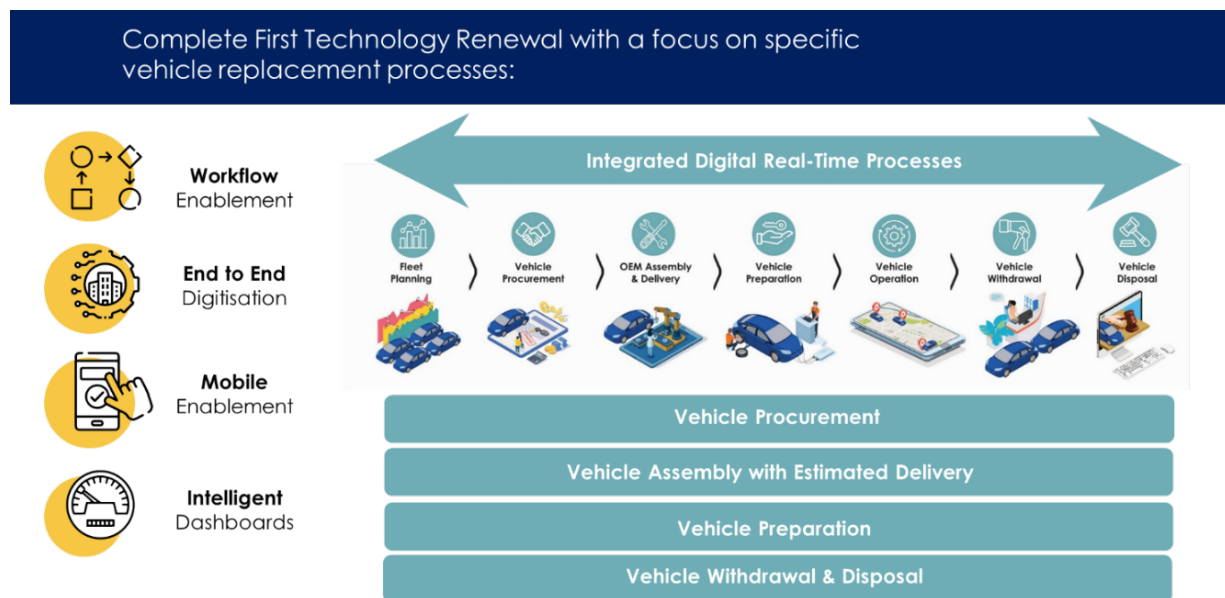 Complete First Technology Renewal with a focus on specific
vehicle replacement processes:
Workflow
Enablement
End to End
Digitisation
Mobile
Enablement
Intelligent
Dashboards
Integrated Digital Real-Time Processes
Fleet
Planning
Vehicle
Procurement
OEM Assembly
& Delivery
Vehicle
Preparation
Vehicle
Operation
Vehicle
Withdrawal
Vehicle
Disposal
Vehicle Procurement
Vehicle Assembly with Estimated Delivery
Vehicle Preparation
Vehicle Withdrawal & Disposal